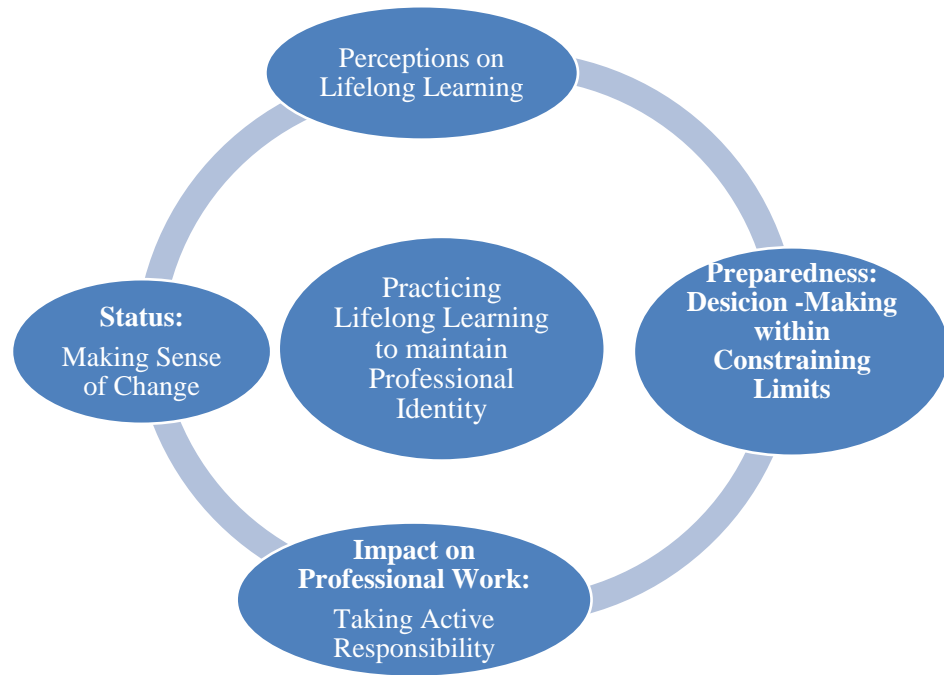 Perceptions on
Lifelong Learning
Status:
Making Sense
of Change
Practicing
Lifelong Learning
to maintain
Professional
Identity
Preparedness:
Desicion -Making
within
Constraining
Limits
Impact on
Professional Work:
Taking Active
Responsibility